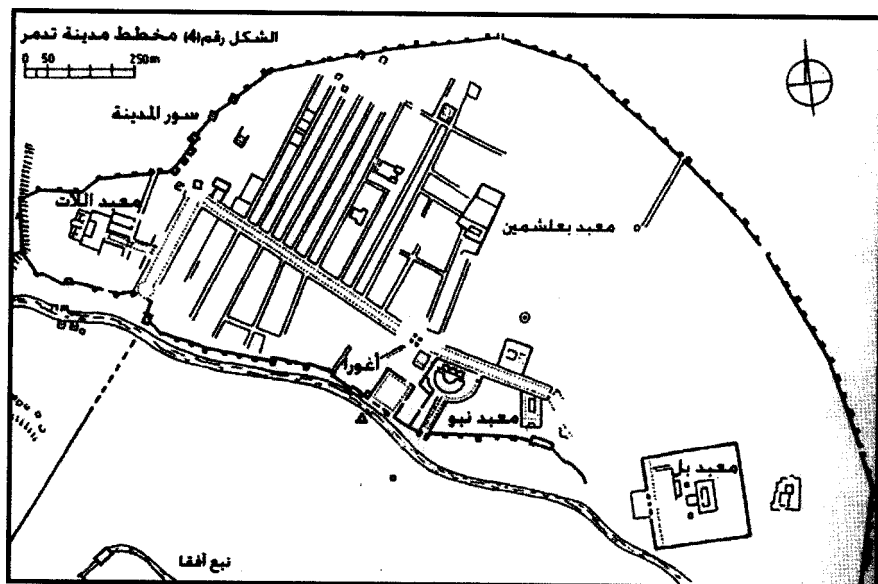 الشكل رقم(4) مخطط مدينة تدمر
0 50 250m
سور المدينة
معبد اللات
معبد بعلشمين
أغورا
معبد نبو
معبد بل
نبع أفقا